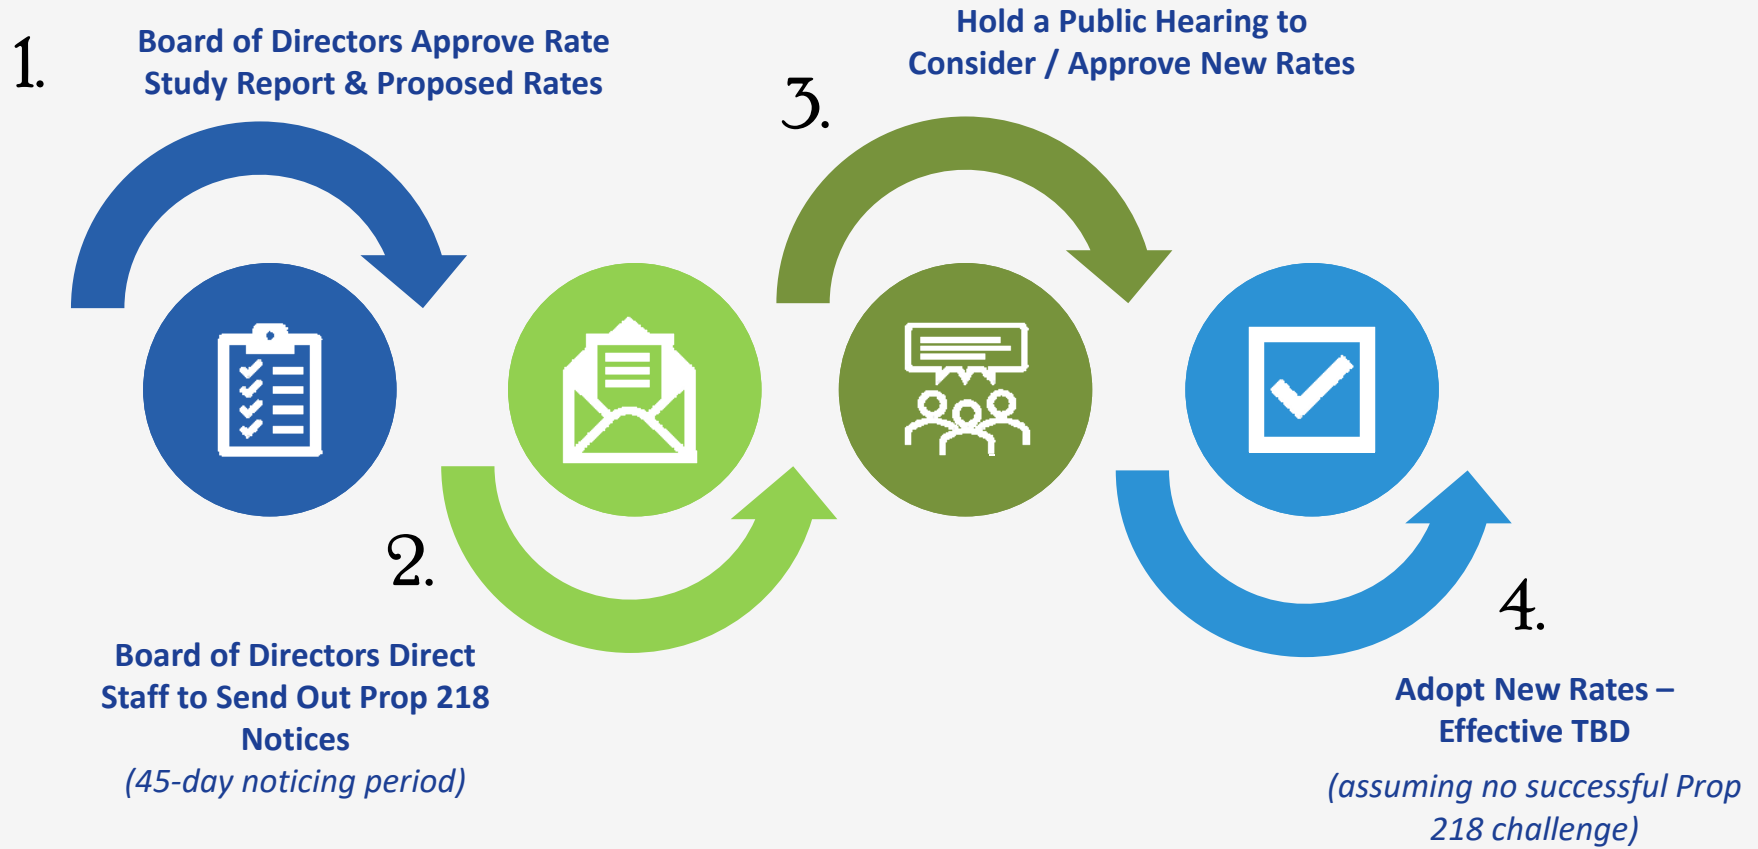 1.
Board of Directors Approve Rate
Study Report & Proposed Rates
2.
Board of Directors Direct
Staff to Send Out Prop 218
Notices
(45-day noticing period)
3.
Hold a Public Hearing to
Consider / Approve New Rates
4.
Adopt New Rates –
Effective TBD
(assuming no successful Prop
218 challenge)